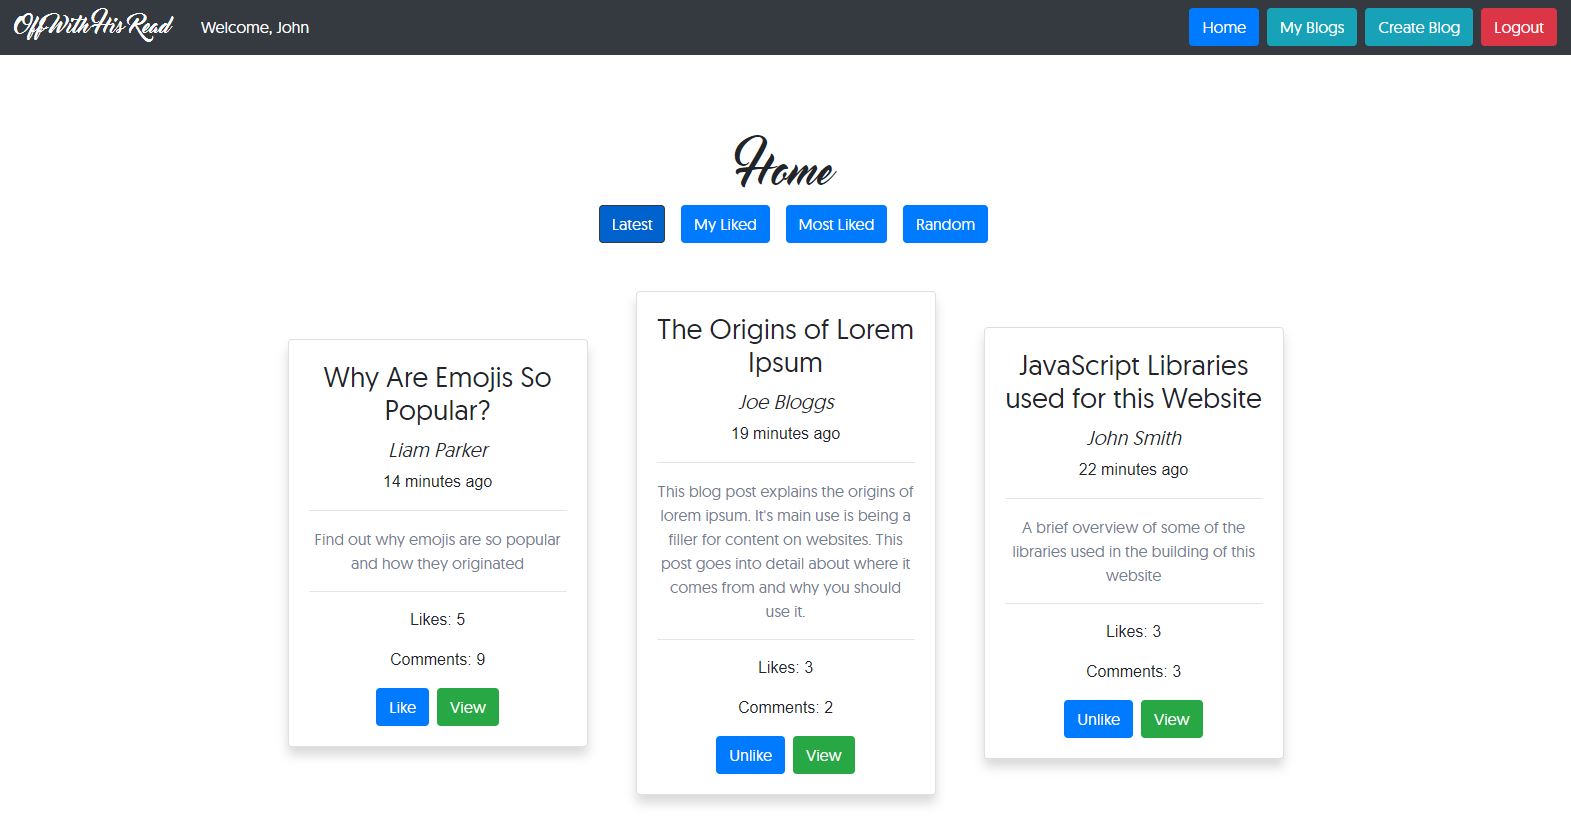 OffWithHisRead Welcome, John Home My Blogs Create Blog Logout
Home
Latest My Liked Most Liked Random
Why Are Emojis So
Popular?
Liam Parker
14 minutes ago
Find out why emojis are so popular
and how they originated
Likes: 5
Comments: 9
Like View
The Origins of Lorem
Ipsum
Joe Bloggs
19 minutes ago
This blog post explains the origins of
lorem ipsum. It's main use is being a
filler for content on websites. This
post goes into detail about where it
comes from and why you should
use it.
Likes: 3
Comments: 2
Unlike View
JavaScript Libraries
used for this Website
John Smith
22 minutes ago
A brief overview of some of the
libraries used in the building of this
website
Likes: 3
Comments: 3
Unlike View